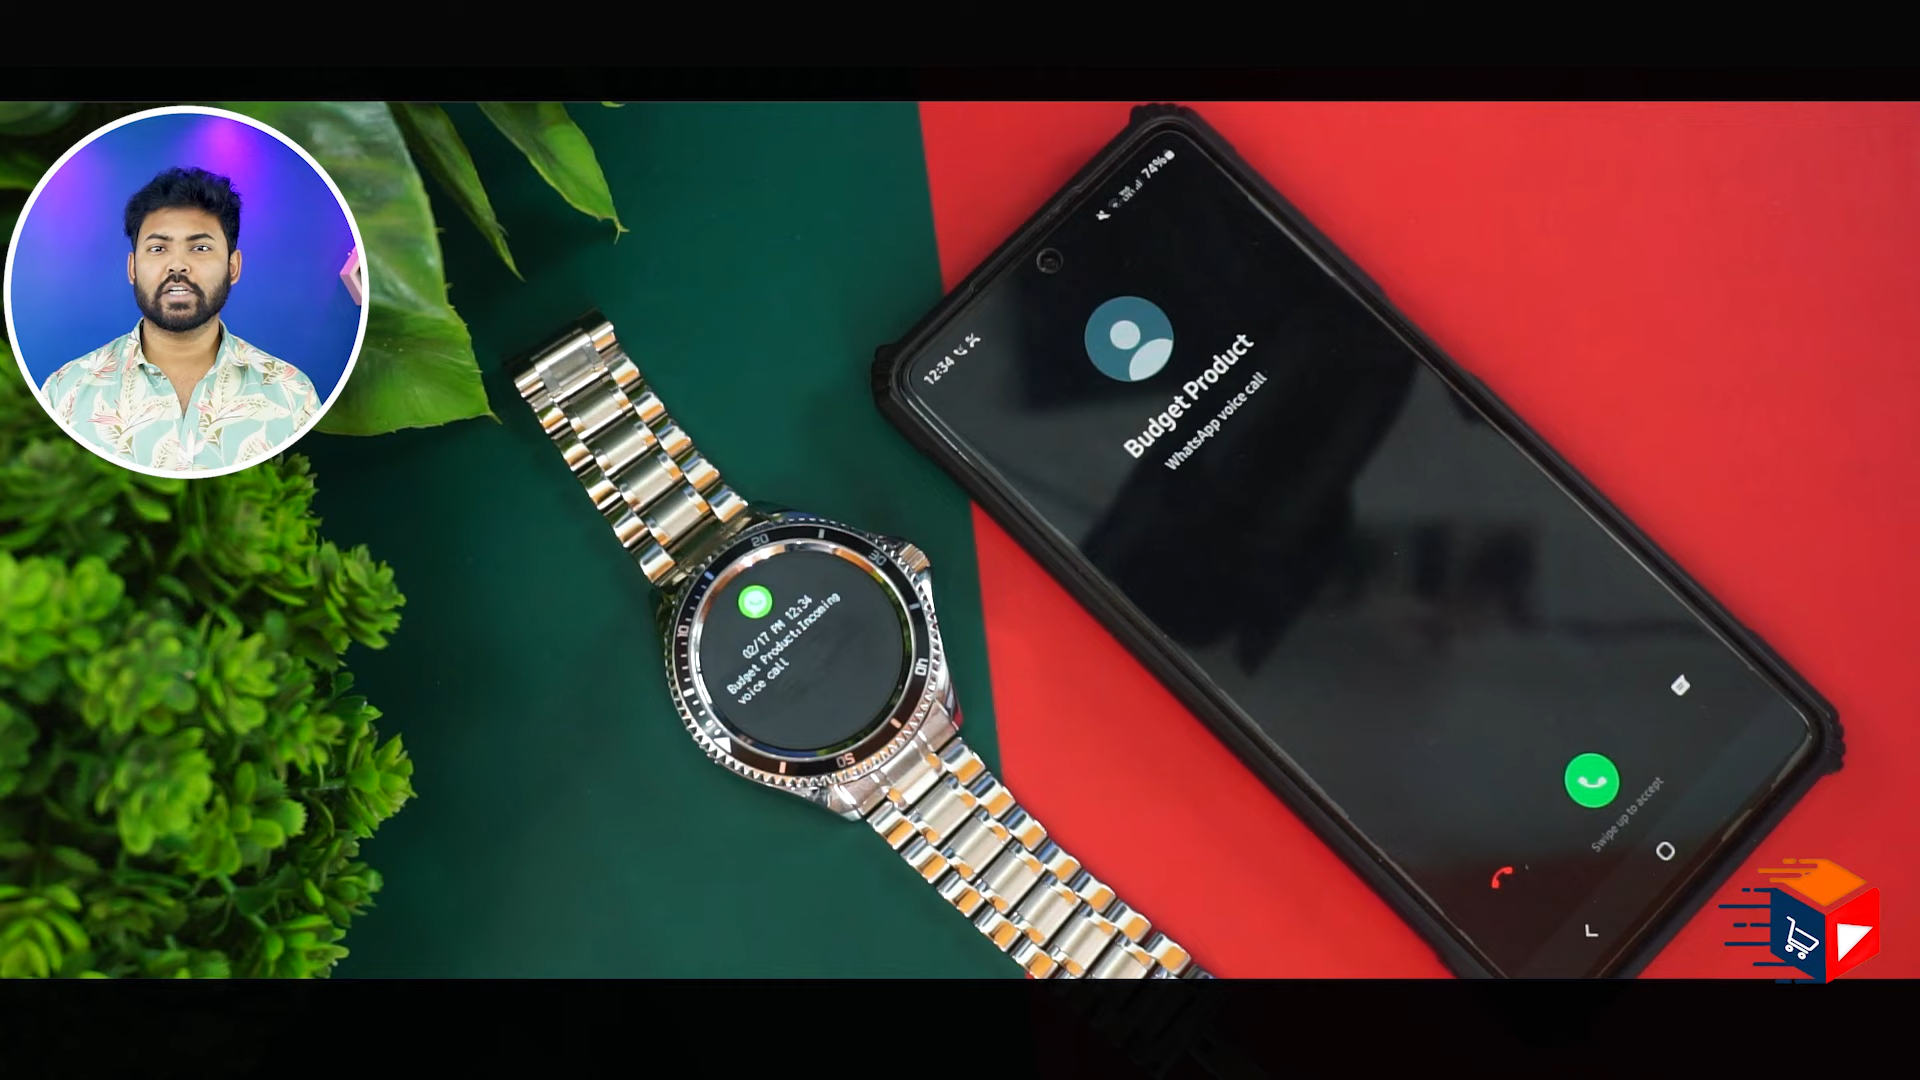 12:34
74%
Budget Product
WhatsApp voice call
Swipe up to accept
02/17 PM 12:34
Budget Product:Incoming
voice call
10
20
30
40
50